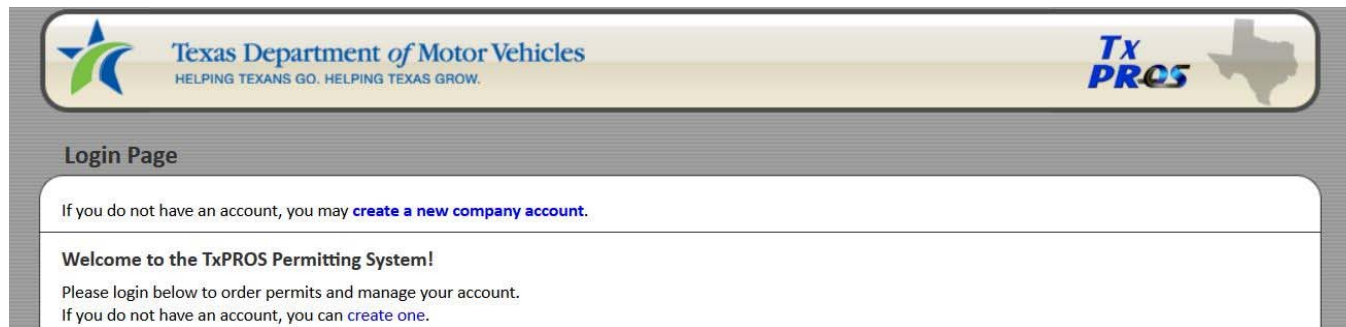 Texas Department of Motor Vehicles
HELPING TEXANS GO. HELPING TEXAS GROW.
Tx
PROS
Login Page
If you do not have an account, you may create a new company account.
Welcome to the TxPROS Permitting System!
Please login below to order permits and manage your account.
If you do not have an account, you can create one.